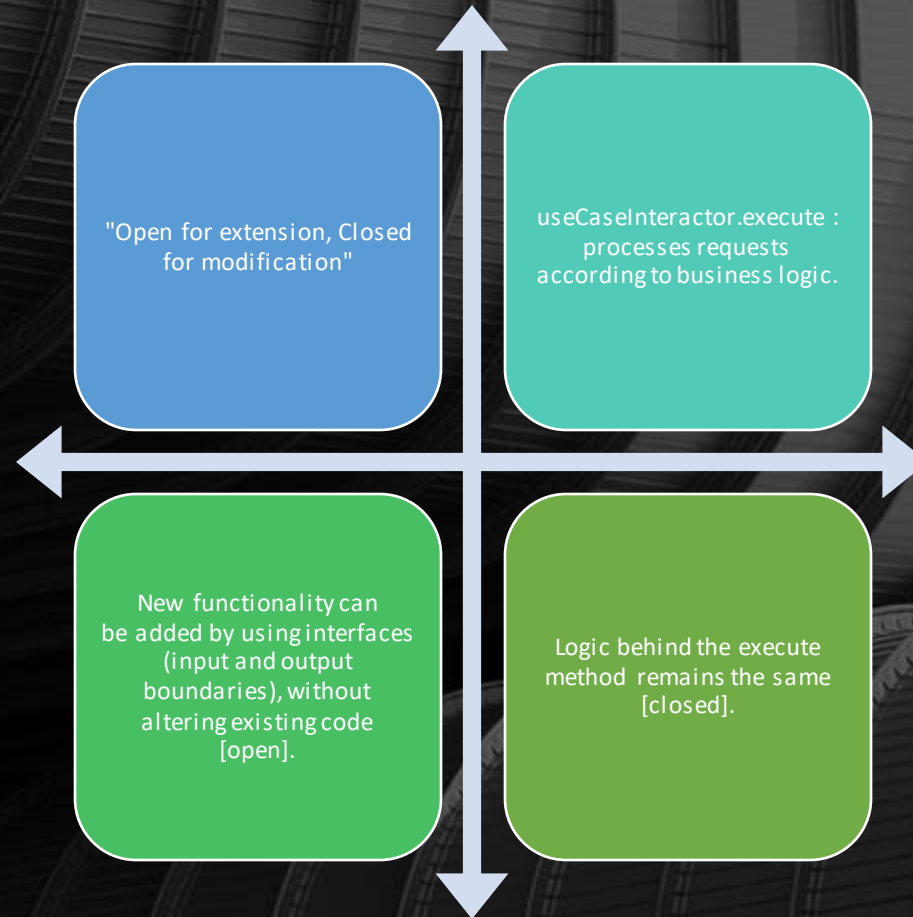 "Open for extension, Closed
for modification"
useCaseInteractor.execute :
processes requests
according to business logic.
New functionality can
be added by using interfaces
(input and output
boundaries), without
altering existing code
[open].
Logic behind the execute
method remains the same
[closed].